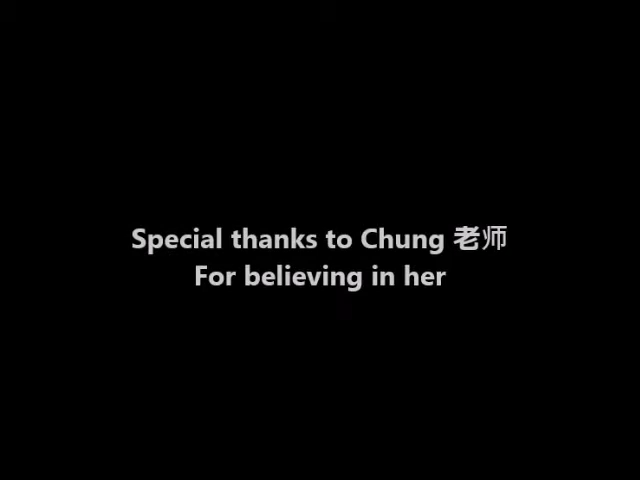 Special thanks to Chung 老师
For believing in her